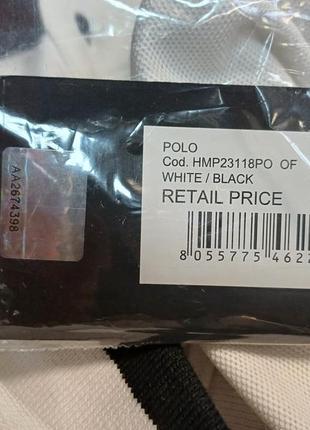 AA2674398
POLO
Cod. HMP23118PO OF
WHITE / BLACK
RETAIL PRICE
8 055775 4622